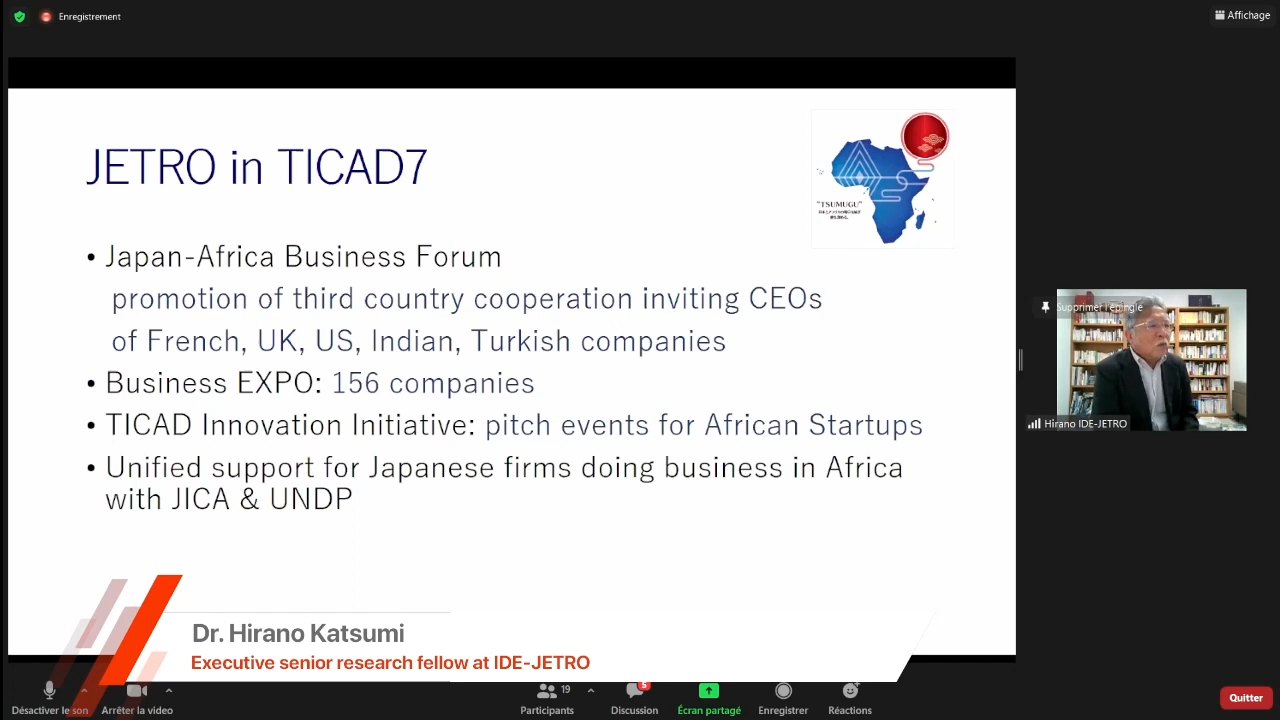 Enregistrement
Affichage
JETRO in TICAD7
"TSUMUGU"
• Japan-Africa Business Forum
promotion of third country cooperation inviting CEOs
of French, UK, US, Indian, Turkish companies
• Business EXPO: 156 companies
• TICAD Innovation Initiative: pitch events for African Startups
• Unified support for Japanese firms doing business in Africa
with JICA & UNDP
Supprimer l'épingle
Hirano IDE-JETRO
Dr. Hirano Katsumi
Executive senior research fellow at IDE-JETRO
Désactiver le son
Arrêter la video
19
Participants
5
Discussion
Écran partagé
Enregistrer
Réactions
Quitter